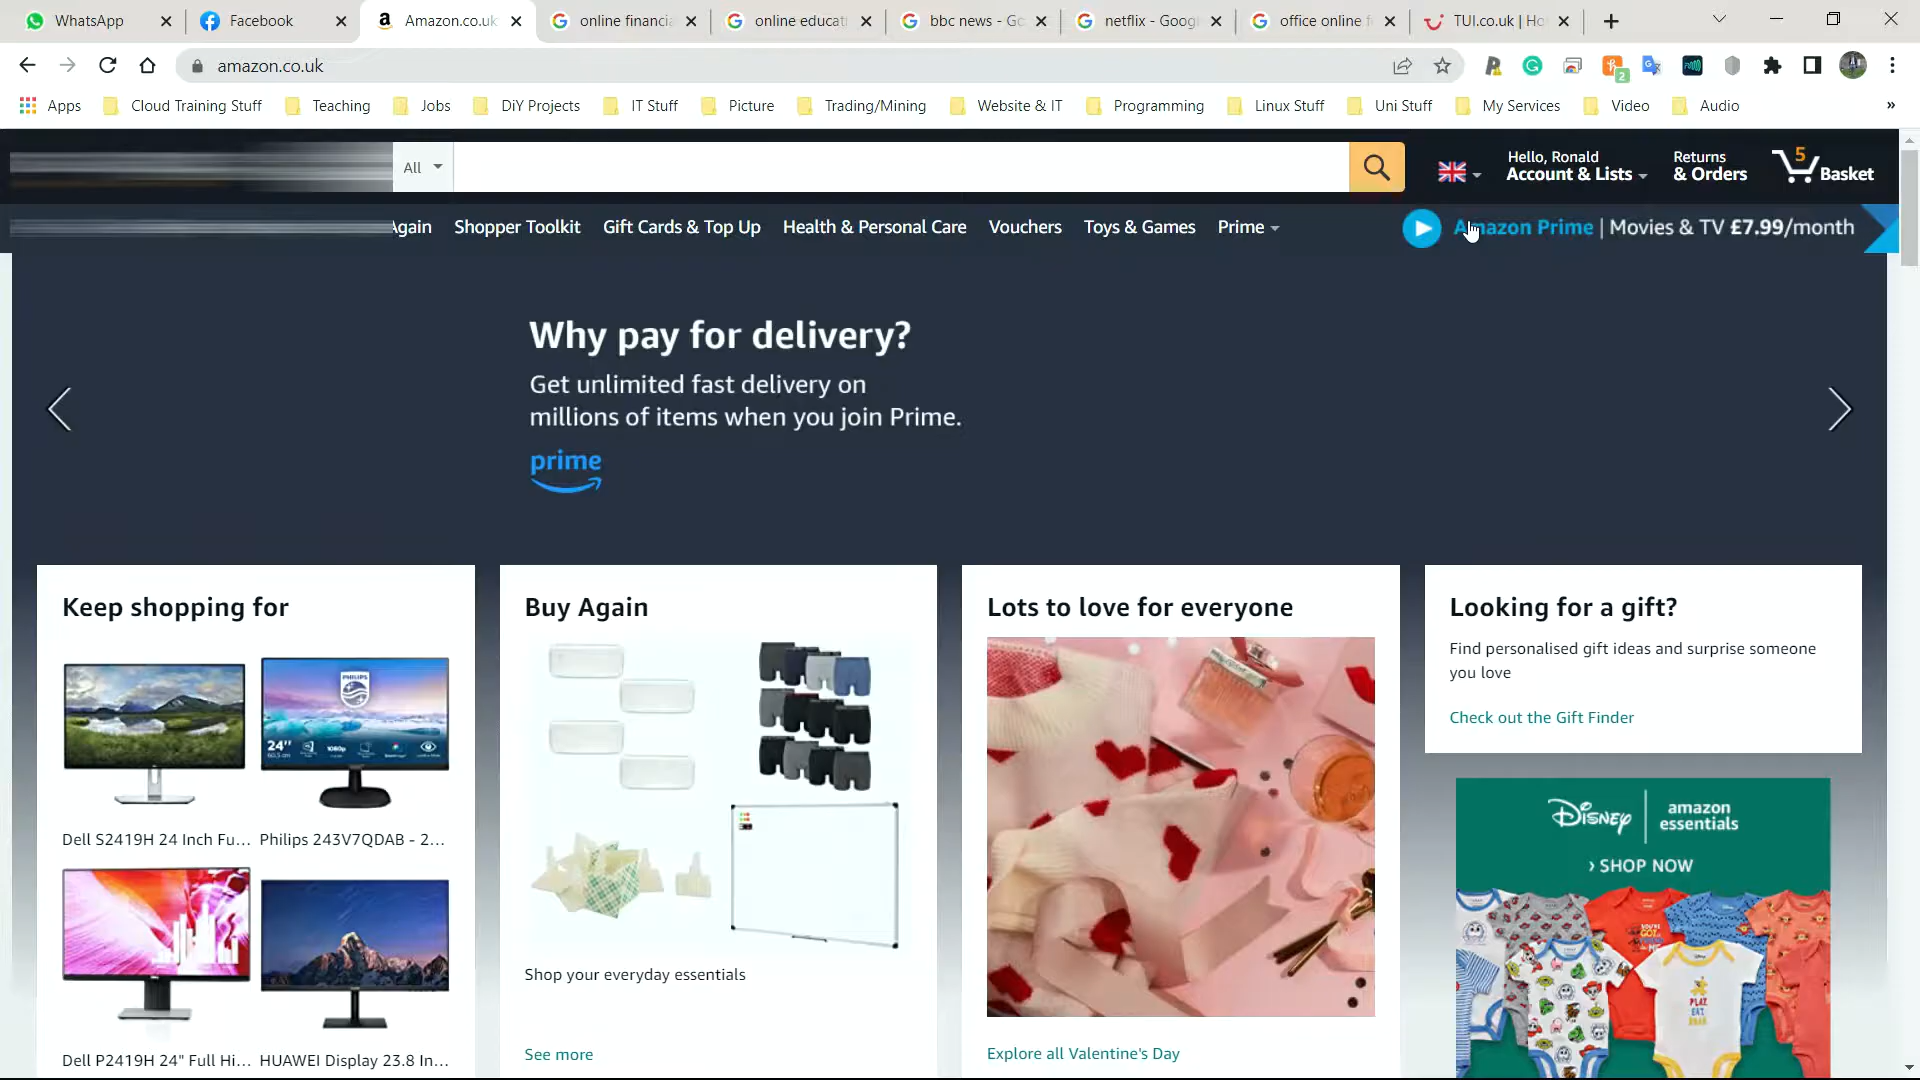 WhatsApp
Facebook
Amazon.co.uk
online financia
online educati
bbc news - Go
netflix - Goog
office online f
TUI.co.uk | Ho
amazon.co.uk
2
Apps
Cloud Training Stuff
Teaching
Jobs
DiY Projects
IT Stuff
Picture
Trading/Mining
Website & IT
Programming
Linux Stuff
Uni Stuff
My Services
Video
Audio
»
All
Hello, Ronald
Account & Lists
Returns
& Orders
5
Basket
Again
Shopper Toolkit
Gift Cards & Top Up
Health & Personal Care
Vouchers
Toys & Games
Prime
Amazon Prime | Movies & TV £7.99/month
Why pay for delivery?
Get unlimited fast delivery on
millions of items when you join Prime.
prime
Keep shopping for
PHILIPS
24"
1080p
Dell S2419H 24 Inch Fu...
Philips 243V7QDAB - 2...
Dell P2419H 24" Full Hi...
HUAWEI Display 23.8 In...
Buy Again
Shop your everyday essentials
See more
Lots to love for everyone
Explore all Valentine's Day
Looking for a gift?
Find personalised gift ideas and surprise someone
you love
Check out the Gift Finder
Disney
amazon
essentials
› SHOP NOW
PLAY
EAT